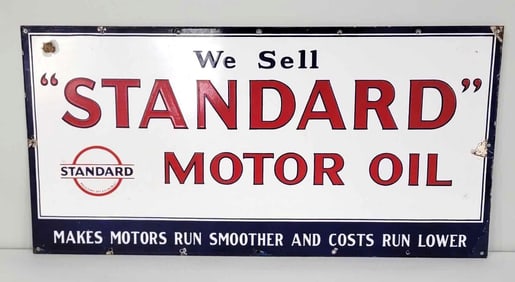 We Sell
"STANDARD"
STANDARD
MOTOR OIL
MAKES MOTORS RUN SMOOTHER AND COSTS RUN LOWER